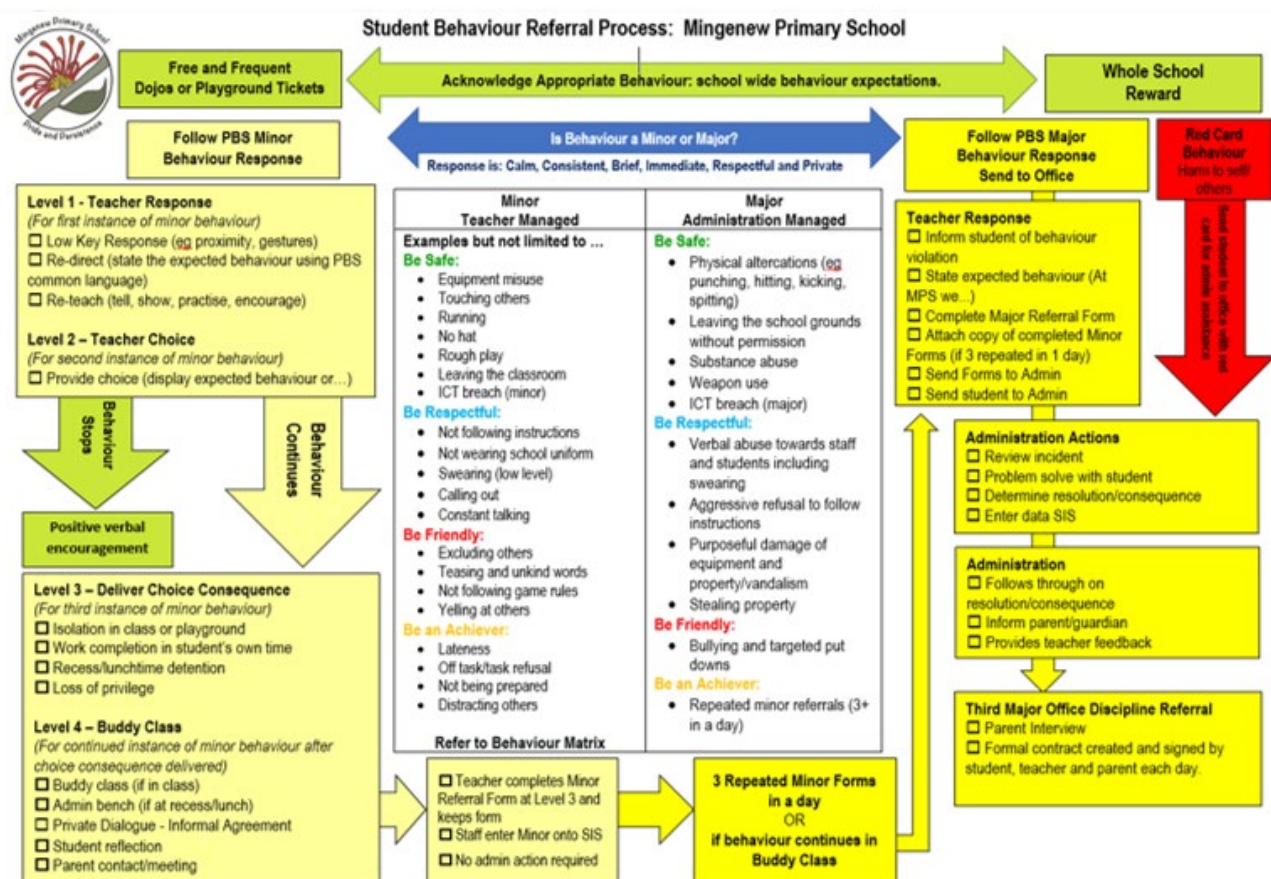 Mingenew Primary School
Pride and Persistence
Student Behaviour Referral Process: Mingenew Primary School
Free and Frequent
Dojos or Playground Tickets
Acknowledge Appropriate Behaviour: school wide behaviour expectations.
Whole School
Reward
Follow PBS Minor
Behaviour Response
Is Behaviour a Minor or Major?
Response is: Calm, Consistent, Brief, Immediate, Respectful and Private
Follow PBS Major
Behaviour Response
Send to Office
Red Card
Behaviour
Harm to self/
others
Send student to office with red
card for admin assistance
Level 1 - Teacher Response
(For first instance of minor behaviour)
☐ Low Key Response (eg proximity, gestures)
☐ Re-direct (state the expected behaviour using PBS
common language)
☐ Re-teach (tell, show, practise, encourage)
Level 2 – Teacher Choice
(For second instance of minor behaviour)
☐ Provide choice (display expected behaviour or…)
Behaviour
Stops
Behaviour
Continues
Positive verbal
encouragement
Level 3 – Deliver Choice Consequence
(For third instance of minor behaviour)
☐ Isolation in class or playground
☐ Work completion in student's own time
☐ Recess/lunchtime detention
☐ Loss of privilege
Level 4 – Buddy Class
(For continued instance of minor behaviour after
choice consequence delivered)
☐ Buddy class (if in class)
☐ Admin bench (if at recess/lunch)
☐ Private Dialogue - Informal Agreement
☐ Student reflection
☐ Parent contact/meeting
Minor
Teacher Managed
Examples but not limited to …
Be Safe:
• Equipment misuse
• Touching others
• Running
• No hat
• Rough play
• Leaving the classroom
• ICT breach (minor)
Be Respectful:
• Not following instructions
• Not wearing school uniform
• Swearing (low level)
• Calling out
• Constant talking
Be Friendly:
• Excluding others
• Teasing and unkind words
• Not following game rules
• Yelling at others
Be an Achiever:
• Lateness
• Off task/task refusal
• Not being prepared
• Distracting others
Refer to Behaviour Matrix
Major
Administration Managed
Be Safe:
• Physical altercations (eg
punching, hitting, kicking,
spitting)
• Leaving the school grounds
without permission
• Substance abuse
• Weapon use
• ICT breach (major)
Be Respectful:
• Verbal abuse towards staff
and students including
swearing
• Aggressive refusal to follow
instructions
• Purposeful damage of
equipment and
property/vandalism
• Stealing property
Be Friendly:
• Bullying and targeted put
downs
Be an Achiever:
• Repeated minor referrals (3+
in a day)
☐ Teacher completes Minor
Referral Form at Level 3 and
keeps form
☐ Staff enter Minor onto SIS
☐ No admin action required
3 Repeated Minor Forms
in a day
OR
if behaviour continues in
Buddy Class
Teacher Response
☐ Inform student of behaviour
violation
☐ State expected behaviour (At
MPS we...)
☐ Complete Major Referral Form
☐ Attach copy of completed Minor
Forms (if 3 repeated in 1 day)
☐ Send Forms to Admin
☐ Send student to Admin
Administration Actions
☐ Review incident
☐ Problem solve with student
☐ Determine resolution/consequence
☐ Enter data SIS
Administration
☐ Follows through on
resolution/consequence
☐ Inform parent/guardian
☐ Provides teacher feedback
Third Major Office Discipline Referral
☐ Parent Interview
☐ Formal contract created and signed by
student, teacher and parent each day.